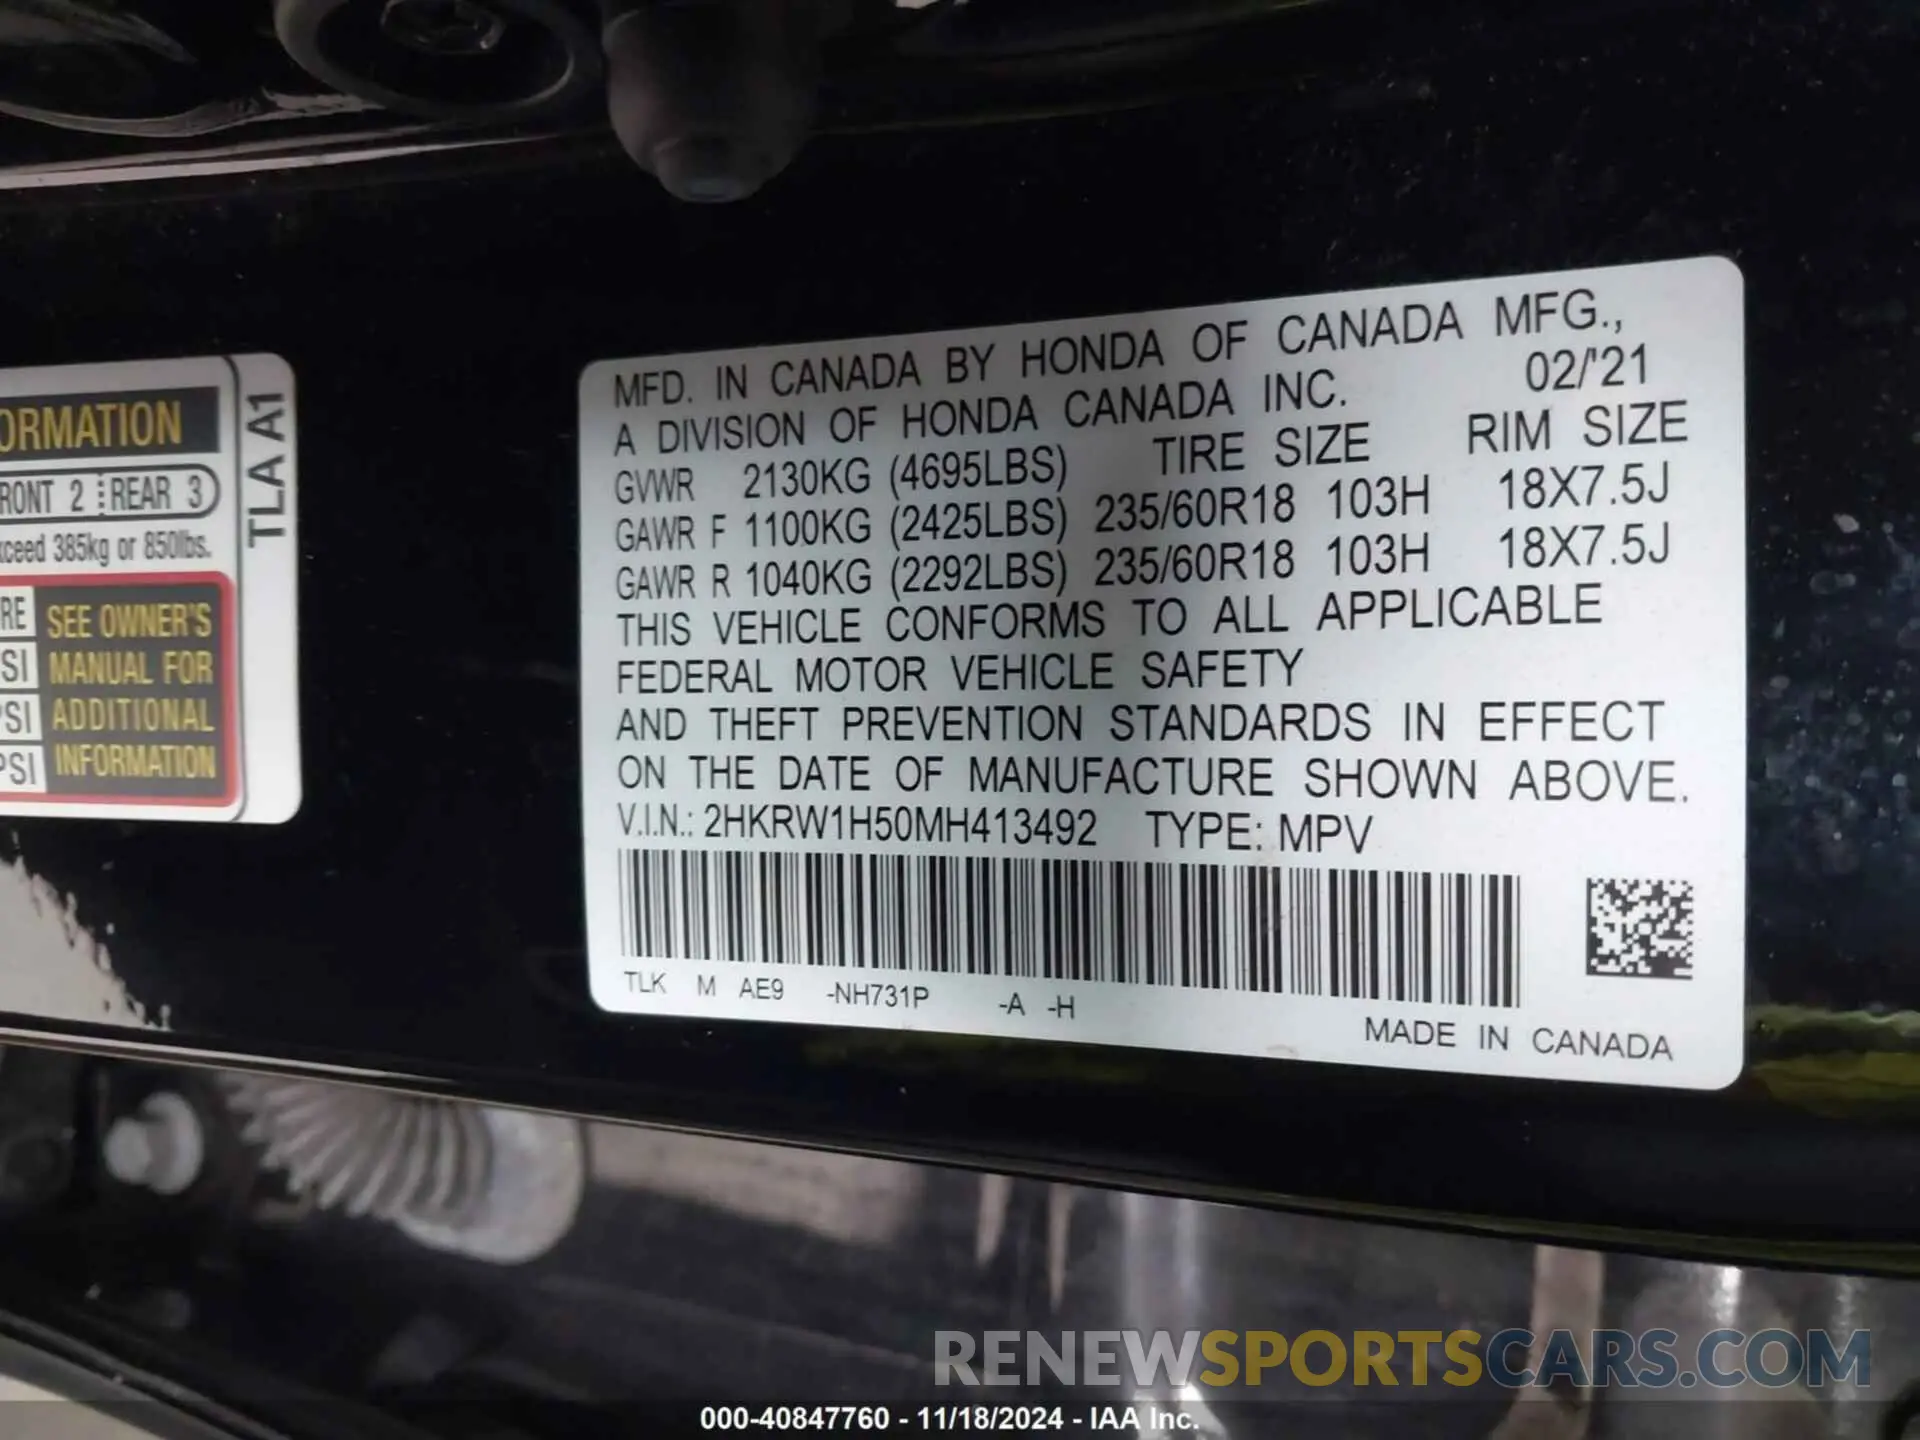 ORMATION
RONT 2 REAR 3
xceed 385kg or 850lbs.
RE
SI
PSI
PSI
SEE OWNER'S
MANUAL FOR
ADDITIONAL
INFORMATION
TLA A1
MFD. IN CANADA BY HONDA OF CANADA MFG.,
A DIVISION OF HONDA CANADA INC. 02/'21
GVWR 2130KG (4695LBS) TIRE SIZE RIM SIZE
GAWR F 1100KG (2425LBS) 235/60R18 103H 18X7.5J
GAWR R 1040KG (2292LBS) 235/60R18 103H 18X7.5J
THIS VEHICLE CONFORMS TO ALL APPLICABLE
FEDERAL MOTOR VEHICLE SAFETY
AND THEFT PREVENTION STANDARDS IN EFFECT
ON THE DATE OF MANUFACTURE SHOWN ABOVE.
V.I.N.: 2HKRW1H50MH413492 TYPE: MPV
TLK M AE9 -NH731P -A -H
MADE IN CANADA
RENEWSPORTSCARS.COM
000-40847760 - 11/18/2024 - IAA Inc.